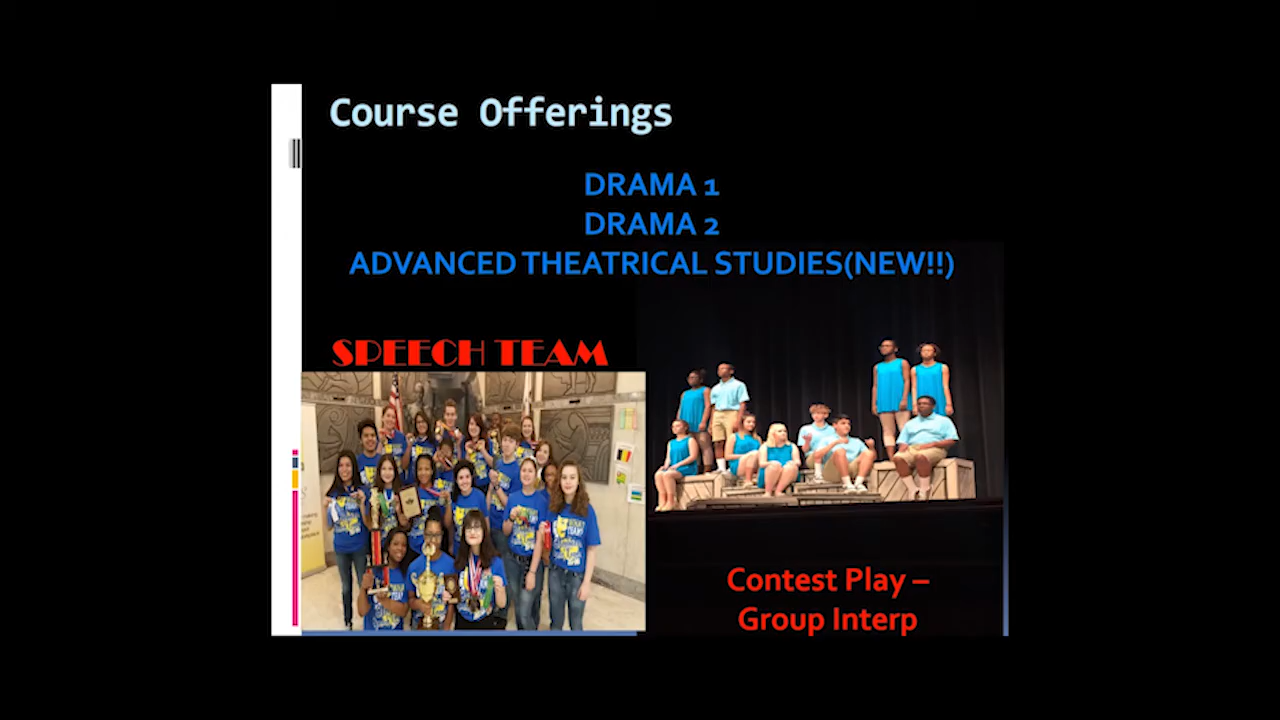 Course Offerings
DRAMA 1
DRAMA 2
ADVANCED THEATRICAL STUDIES(NEW!!)
SPEECH TEAM
Contest Play –
Group Interp